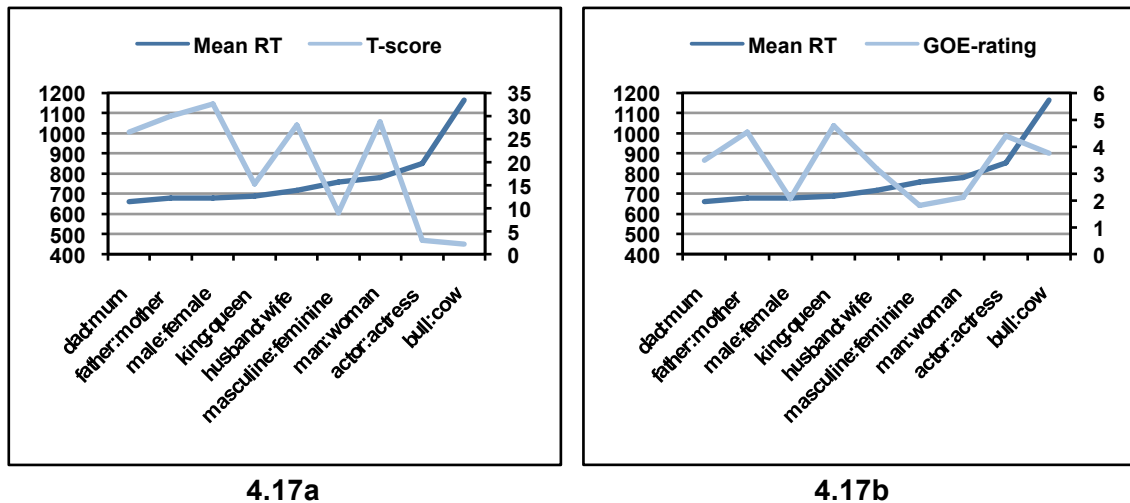 Mean RT T-score
1200 35
1100 30
1000 25
900 20
800
700 15
600 10
500 5
400 0
dad:mum
father:mother
male:female
king:queen
husband:wife
masculine:feminine
man:woman
actor:actress
bull:cow
4.17a
Mean RT GOE-rating
1200 6
1100 5
1000
900 4
800 3
700 2
600
500 1
400 0
dad:mum
father:mother
male:female
king:queen
husband:wife
masculine:feminine
man:woman
actor:actress
bull:cow
4.17b